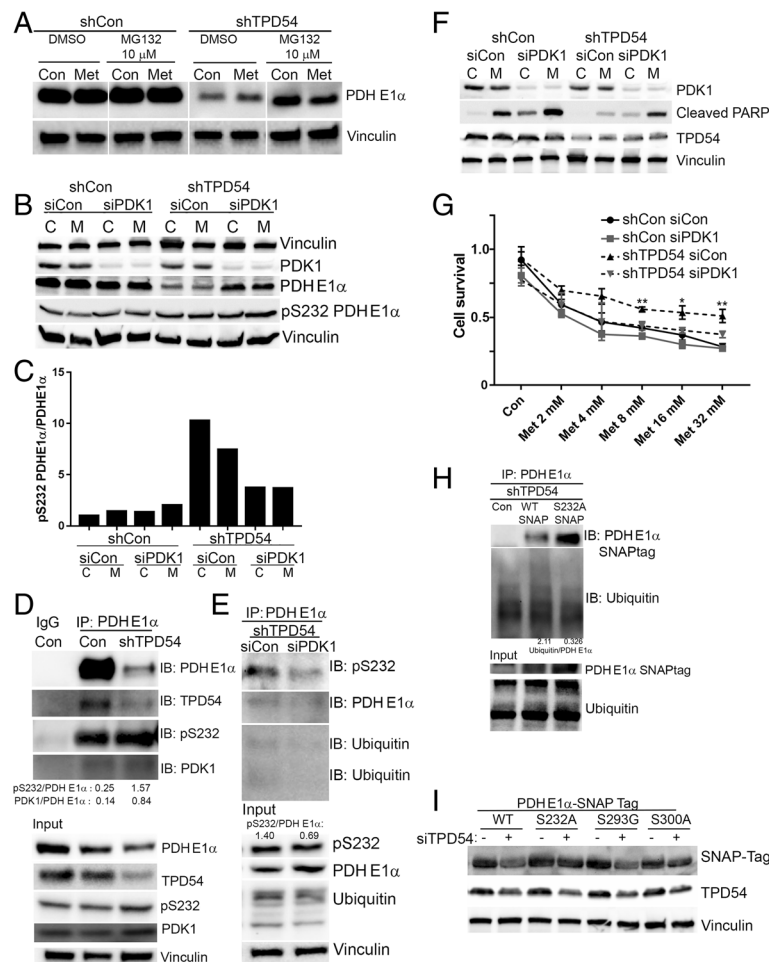 A
shCon shTPD54
DMSO MG132 10 µM DMSO MG132 10 µM
Con Met Con Met Con Met Con Met
PDH E1α
Vinculin
B
shCon shTPD54
siCon siPDK1 siCon siPDK1
C M C M C M C M
Vinculin
PDK1
PDH E1α
pS232 PDH E1α
Vinculin
C
pS232 PDHE1α/PDHE1α
15
10
5
0
shCon shTPD54
siCon siPDK1 siCon siPDK1
C M C M C M C M
D
IgG IP: PDH E1α
Con Con shTPD54
IB: PDH E1α
IB: TPD54
IB: pS232
IB: PDK1
pS232/PDH E1α : 0.25 1.57
PDK1/PDH E1α : 0.14 0.84
Input
PDH E1α
TPD54
pS232
PDK1
Vinculin
E
IP: PDH E1α
shTPD54
siCon siPDK1
IB: pS232
IB: PDH E1α
IB: Ubiquitin
IB: Ubiquitin
Input
pS232/PDH E1α:
1.40 0.69
pS232
PDH E1α
Ubiquitin
Vinculin
F
shCon shTPD54
siCon siPDK1 siCon siPDK1
C M C M C M C M
PDK1
Cleaved PARP
TPD54
Vinculin
G
Cell survival
1.0
0.5
0
shCon siCon
shCon siPDK1
shTPD54 siCon
shTPD54 siPDK1
** * **
Con Met 2 mM Met 4 mM Met 8 mM Met 16 mM Met 32 mM
H
IP: PDH E1α
shTPD54
Con WT SNAP S232A SNAP
IB: PDH E1α
SNAPtag
IB: Ubiquitin
2.11 0.326
Ubiquitin/PDH E1α
Input
PDH E1α SNAPtag
Ubiquitin
I
PDH E1α-SNAP Tag
WT S232A S293G S300A
siTPD54: - + - + - + - +
SNAP-Tag
TPD54
Vinculin